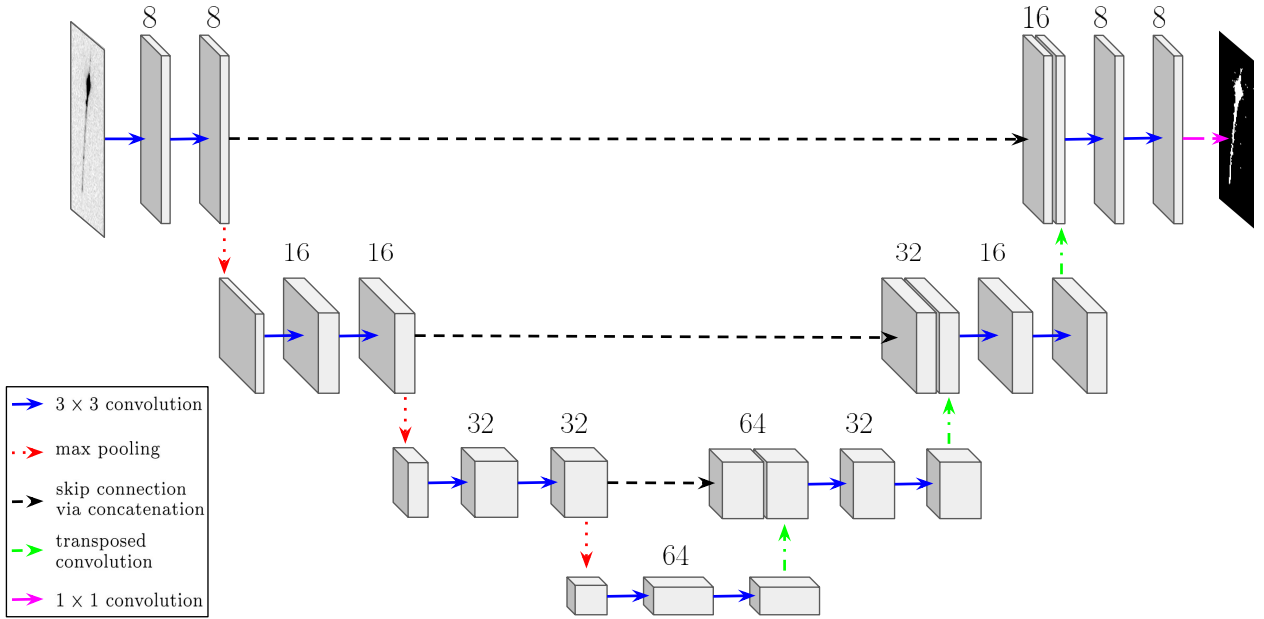 8
8
16
8
8
16
16
32
16
32
32
64
32
64
3 × 3 convolution
max pooling
skip connection
via concatenation
transposed
convolution
1 × 1 convolution